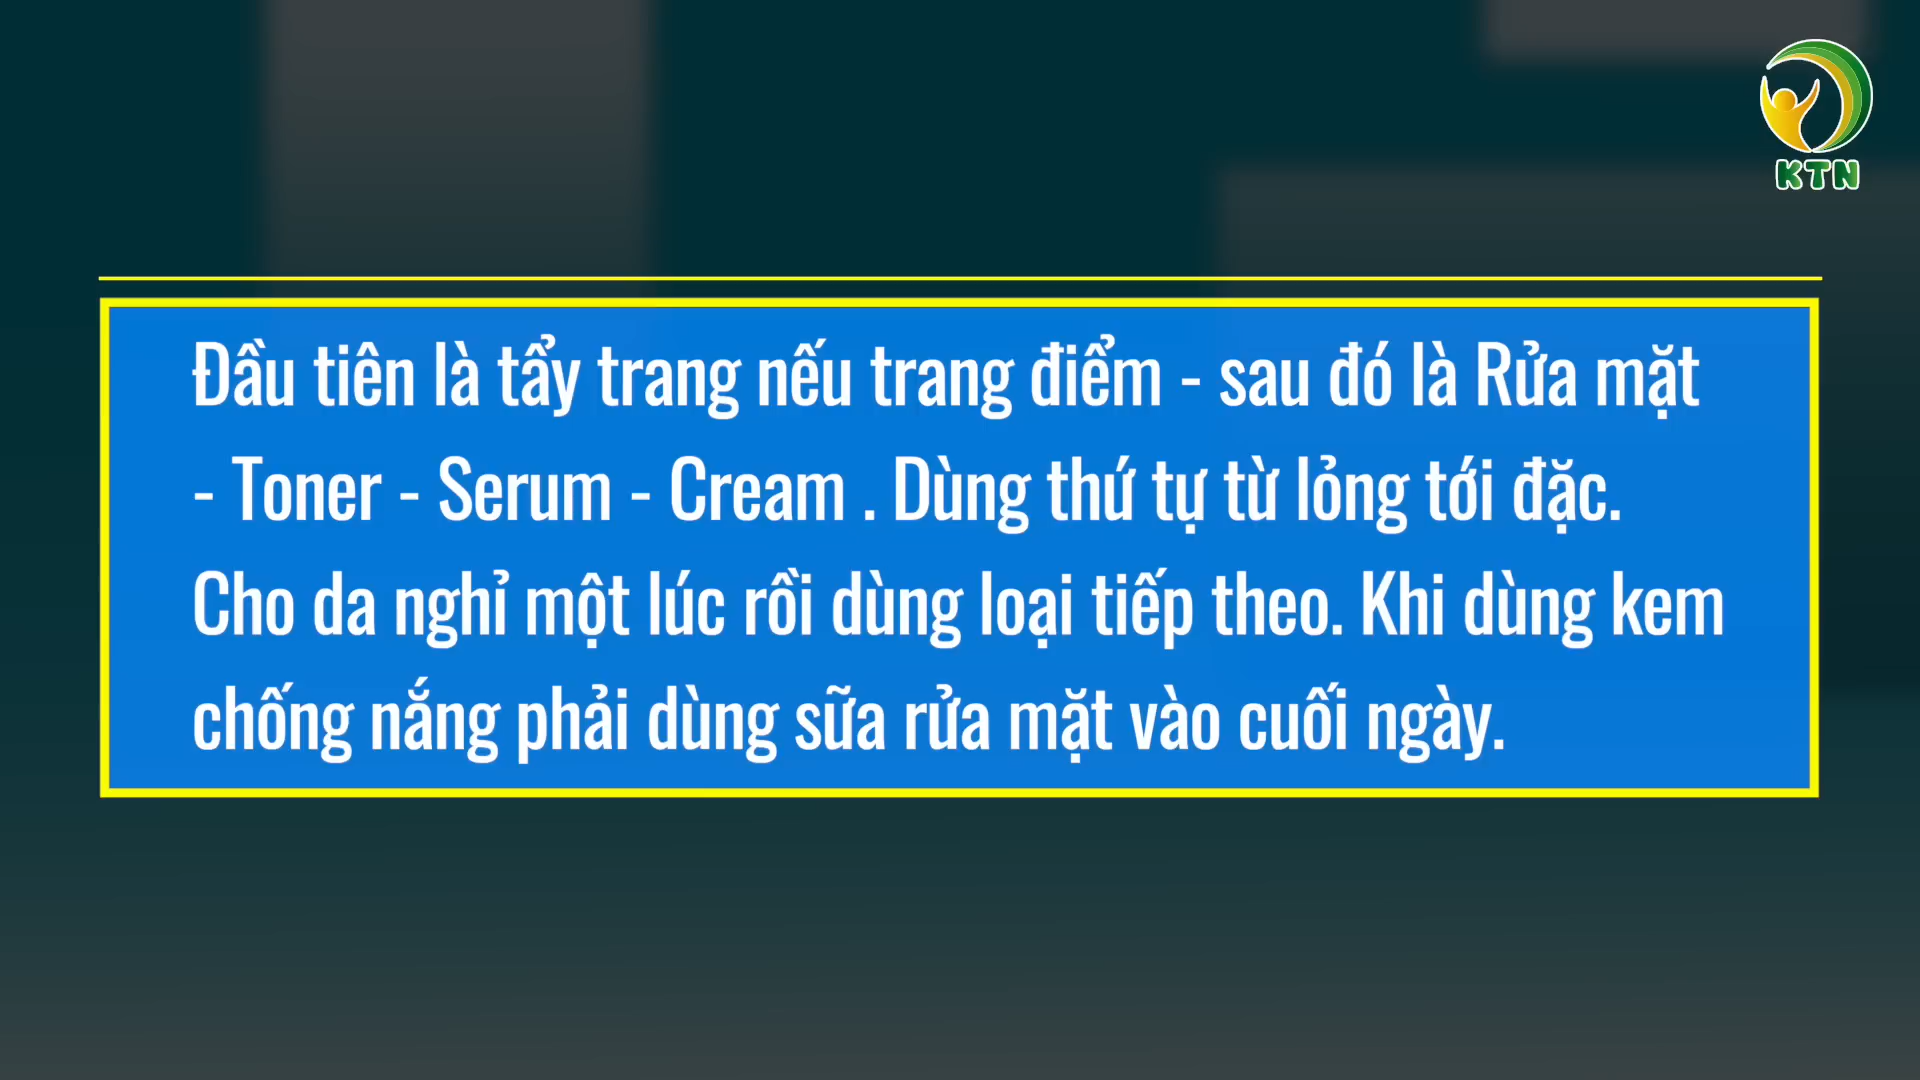 KTN
Đầu tiên là tẩy trang nếu trang điểm - sau đó là Rửa mặt
- Toner - Serum - Cream . Dùng thứ tự từ lỏng tới đặc.
Cho da nghỉ một lúc rồi dùng loại tiếp theo. Khi dùng kem
chống nắng phải dùng sữa rửa mặt vào cuối ngày.